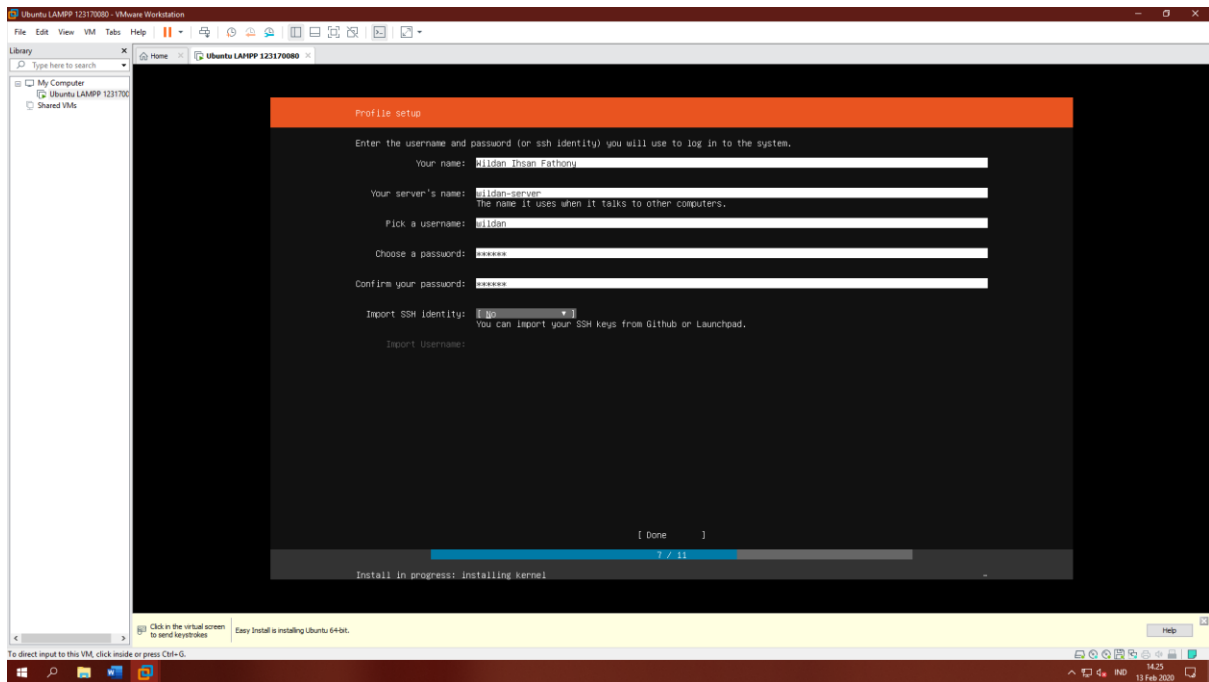 Ubuntu LAMPP 123170080 - VMware Workstation
File Edit View VM Tabs Help
Library
Type here to search
My Computer
Ubuntu LAMPP 1231700
Shared VMs
Home
Ubuntu LAMPP 123170080
Profile setup
Enter the username and password (or ssh identity) you will use to log in to the system.
Your name: Wildan Ihsan Fathony
Your server's name: wildan-server
The name it uses when it talks to other computers.
Pick a username: wildan
Choose a password: ******
Confirm your password: ******
Import SSH identity: [ No ▼ ]
You can import your SSH keys from Github or Launchpad.
Import Username:
[ Done ]
7 / 11
Install in progress: installing kernel -
Click in the virtual screen
to send keystrokes
Easy Install is installing Ubuntu 64-bit.
Help
To direct input to this VM, click inside or press Ctrl+G.
IND
14.25
13 Feb 2020